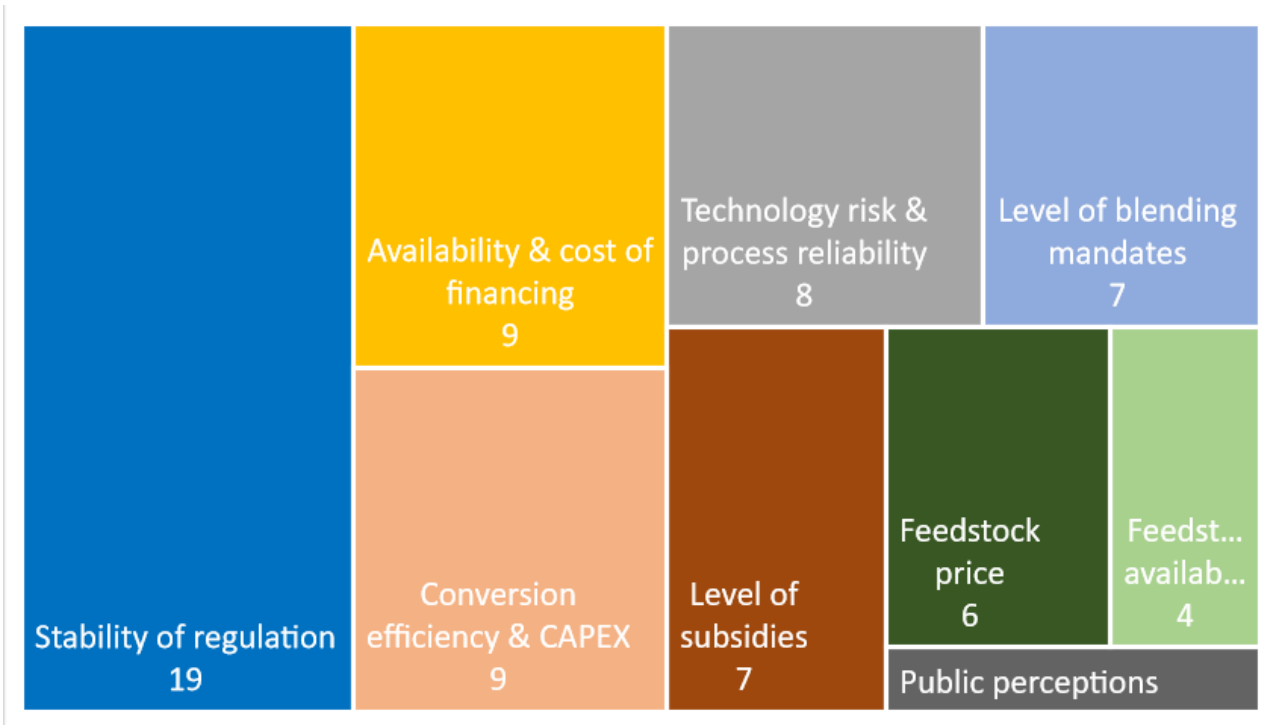 Stability of regulation
19
Availability & cost of
financing
9
Conversion
efficiency & CAPEX
9
Technology risk &
process reliability
8
Level of blending
mandates
7
Level of
subsidies
7
Feedstock
price
6
Feedst...
availab...
4
Public perceptions